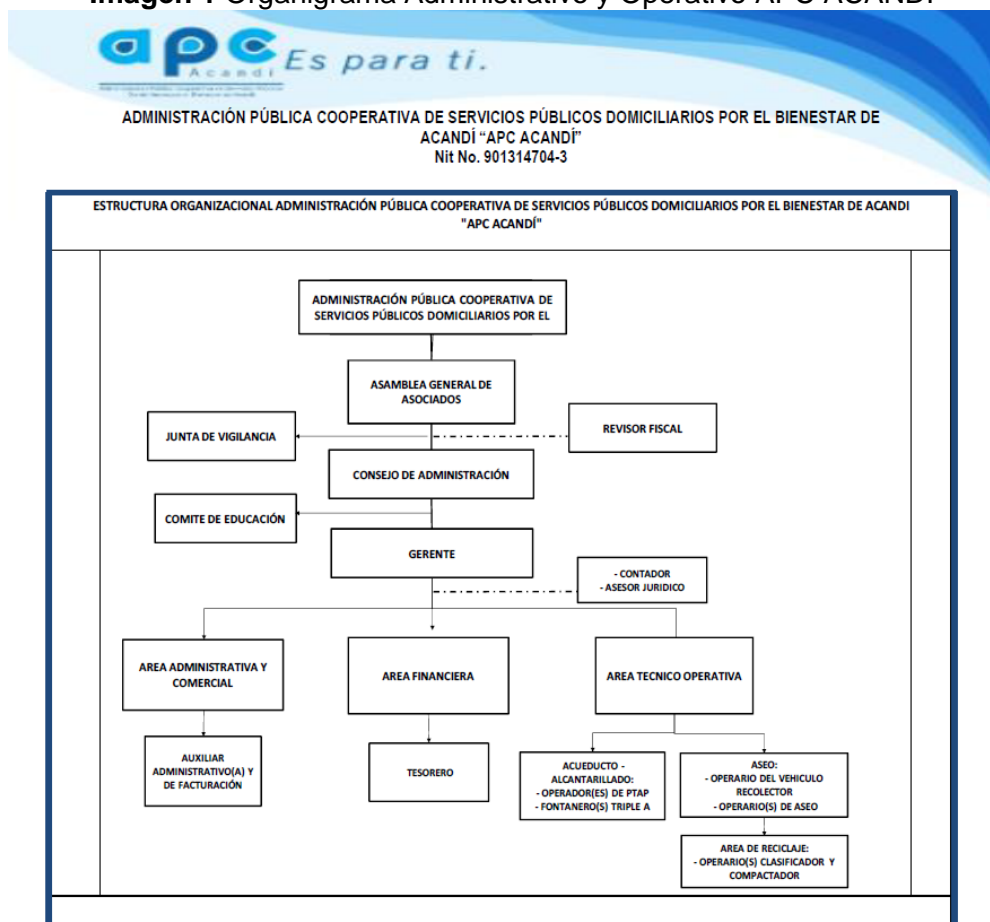 Imagen 1 Organigrama Administrativo y Operativo APC ACANDÍ
apc
Acandí
Es para ti.
ADMINISTRACIÓN PÚBLICA COOPERATIVA DE SERVICIOS PÚBLICOS DOMICILIARIOS POR EL BIENESTAR DE
ACANDÍ “APC ACANDÍ”
Nit No. 901314704-3
ESTRUCTURA ORGANIZACIONAL ADMINISTRACIÓN PÚBLICA COOPERATIVA DE SERVICIOS PÚBLICOS DOMICILIARIOS POR EL BIENESTAR DE ACANDI
"APC ACANDÍ"
ADMINISTRACIÓN PÚBLICA COOPERATIVA DE
SERVICIOS PÚBLICOS DOMICILIARIOS POR EL
ASAMBLEA GENERAL DE
ASOCIADOS
JUNTA DE VIGILANCIA
REVISOR FISCAL
CONSEJO DE ADMINISTRACIÓN
COMITE DE EDUCACIÓN
GERENTE
- CONTADOR
- ASESOR JURIDICO
AREA ADMINISTRATIVA Y
COMERCIAL
AREA FINANCIERA
AREA TECNICO OPERATIVA
AUXILIAR
ADMINISTRATIVO(A) Y
DE FACTURACIÓN
TESORERO
ACUEDUCTO -
ALCANTARILLADO:
- OPERADOR(ES) DE PTAP
- FONTANERO(S) TRIPLE A
ASEO:
- OPERARIO DEL VEHICULO
RECOLECTOR
- OPERARIO(S) DE ASEO
AREA DE RECICLAJE:
- OPERARIO(S) CLASIFICADOR Y
COMPACTADOR